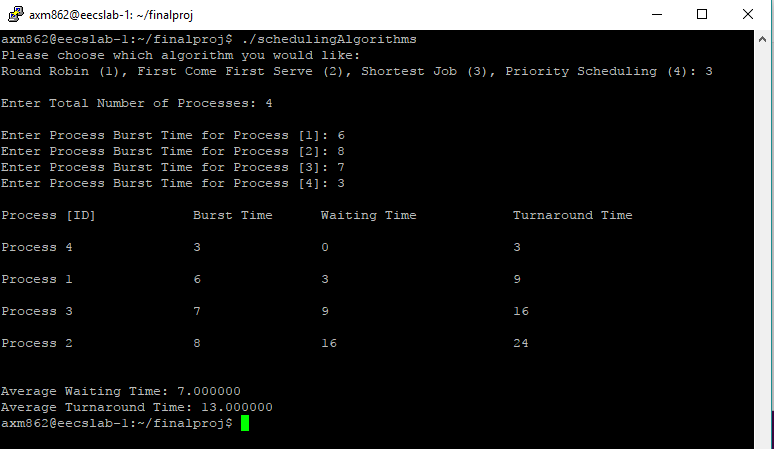 axm862@eecslab-1: ~/finalproj
axm862@eecslab-1:~/finalproj$ ./schedulingAlgorithms
Please choose which algorithm you would like:
Round Robin (1), First Come First Serve (2), Shortest Job (3), Priority Scheduling (4): 3
Enter Total Number of Processes: 4
Enter Process Burst Time for Process [1]: 6
Enter Process Burst Time for Process [2]: 8
Enter Process Burst Time for Process [3]: 7
Enter Process Burst Time for Process [4]: 3
Process [ID] Burst Time Waiting Time Turnaround Time
Process 4 3 0 3
Process 1 6 3 9
Process 3 7 9 16
Process 2 8 16 24
Average Waiting Time: 7.000000
Average Turnaround Time: 13.000000
axm862@eecslab-1:~/finalproj$